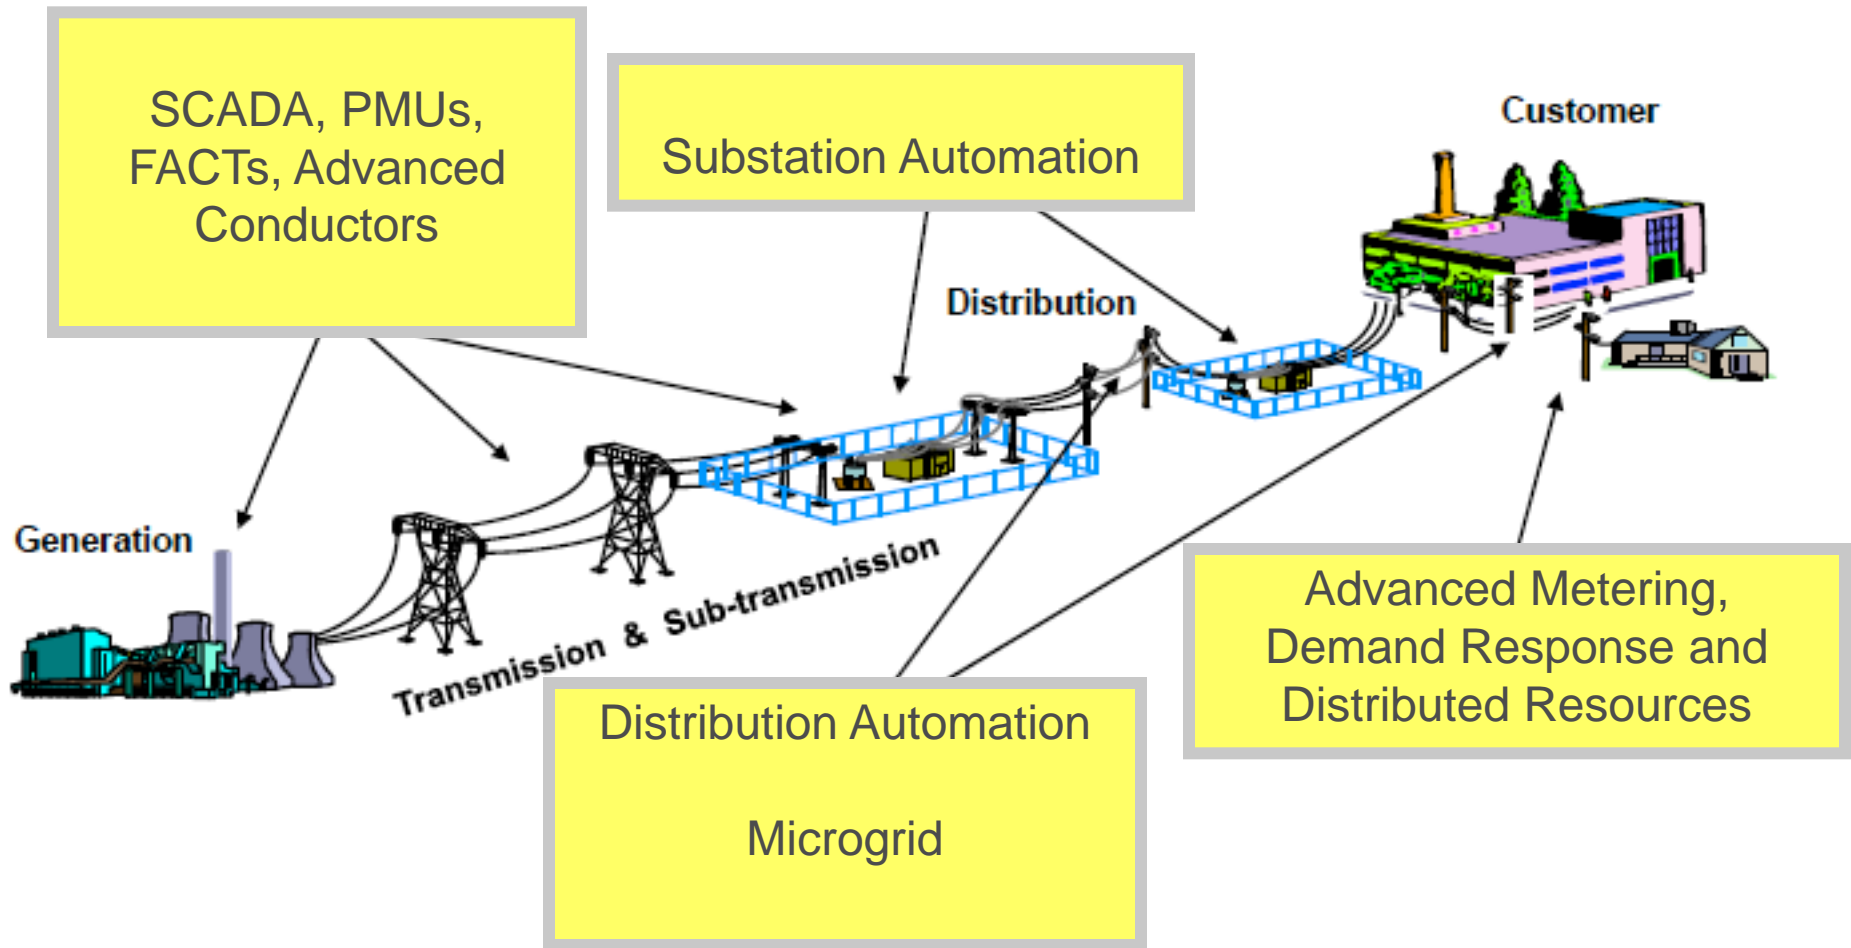 SCADA, PMUs,
FACTs, Advanced
Conductors
Substation Automation
Customer
Distribution
Generation
Transmission & Sub-transmission
Advanced Metering,
Demand Response and
Distributed Resources
Distribution Automation
Microgrid